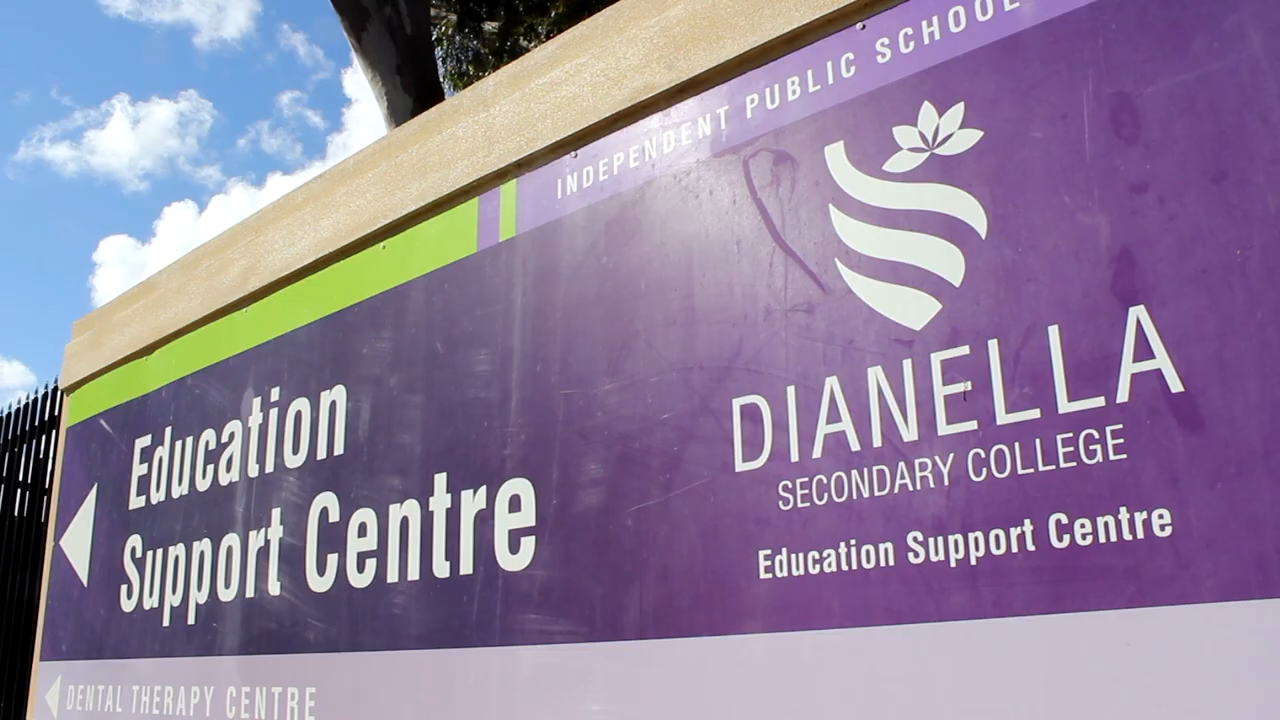 INDEPENDENT PUBLIC SCHOOL
DIANELLA
SECONDARY COLLEGE
Education Support Centre
Education
Support Centre
DENTAL THERAPY CENTRE